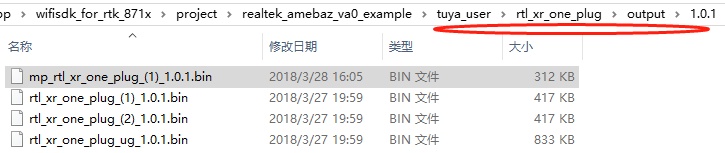 pp > wifisdk_for_rtk_871x > project > realtek_amebaz_va0_example > tuya_user > rtl_xr_one_plug > output > 1.0.1
名称 修改日期 类型 大小
mp_rtl_xr_one_plug_(1)_1.0.1.bin 2018/3/28 16:05 BIN 文件 312 KB
rtl_xr_one_plug_(1)_1.0.1.bin 2018/3/27 19:59 BIN 文件 417 KB
rtl_xr_one_plug_(2)_1.0.1.bin 2018/3/27 19:59 BIN 文件 417 KB
rtl_xr_one_plug_ug_1.0.1.bin 2018/3/27 19:59 BIN 文件 833 KB